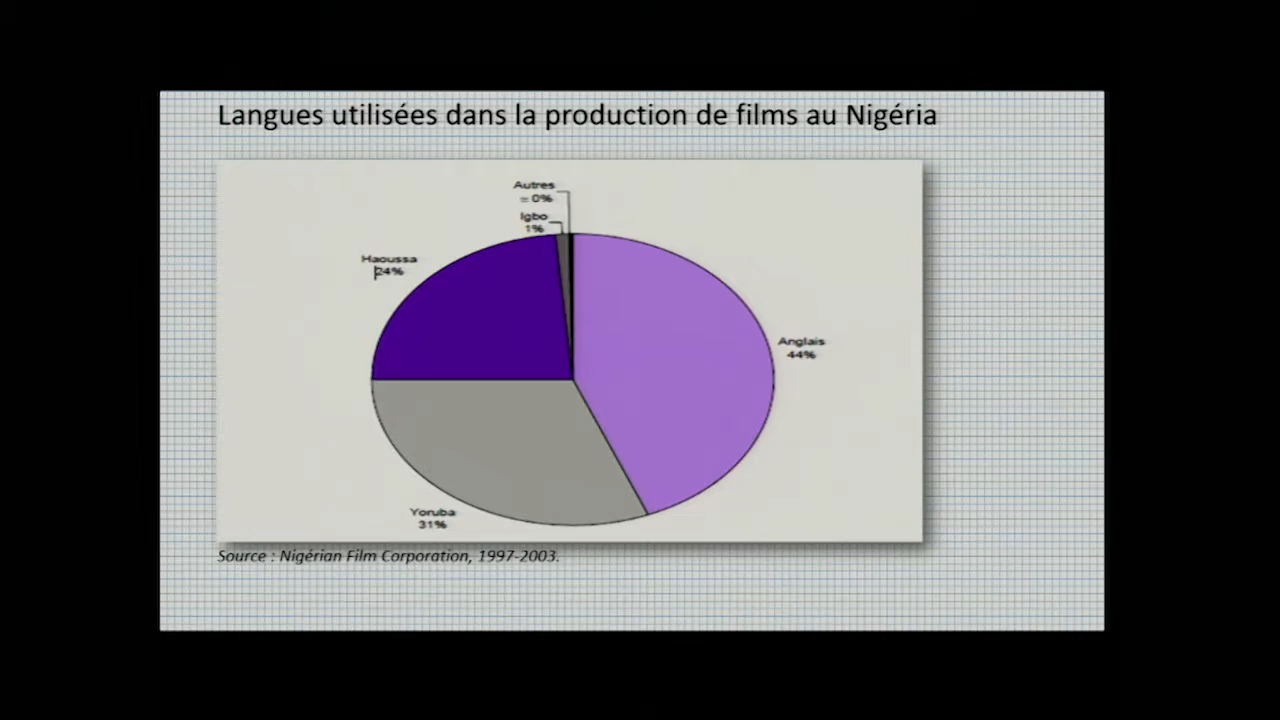 Langues utilisées dans la production de films au Nigéria
Autres
≃ 0%
Igbo
1%
Haoussa
24%
Anglais
44%
Yoruba
31%
Source : Nigérian Film Corporation, 1997-2003.